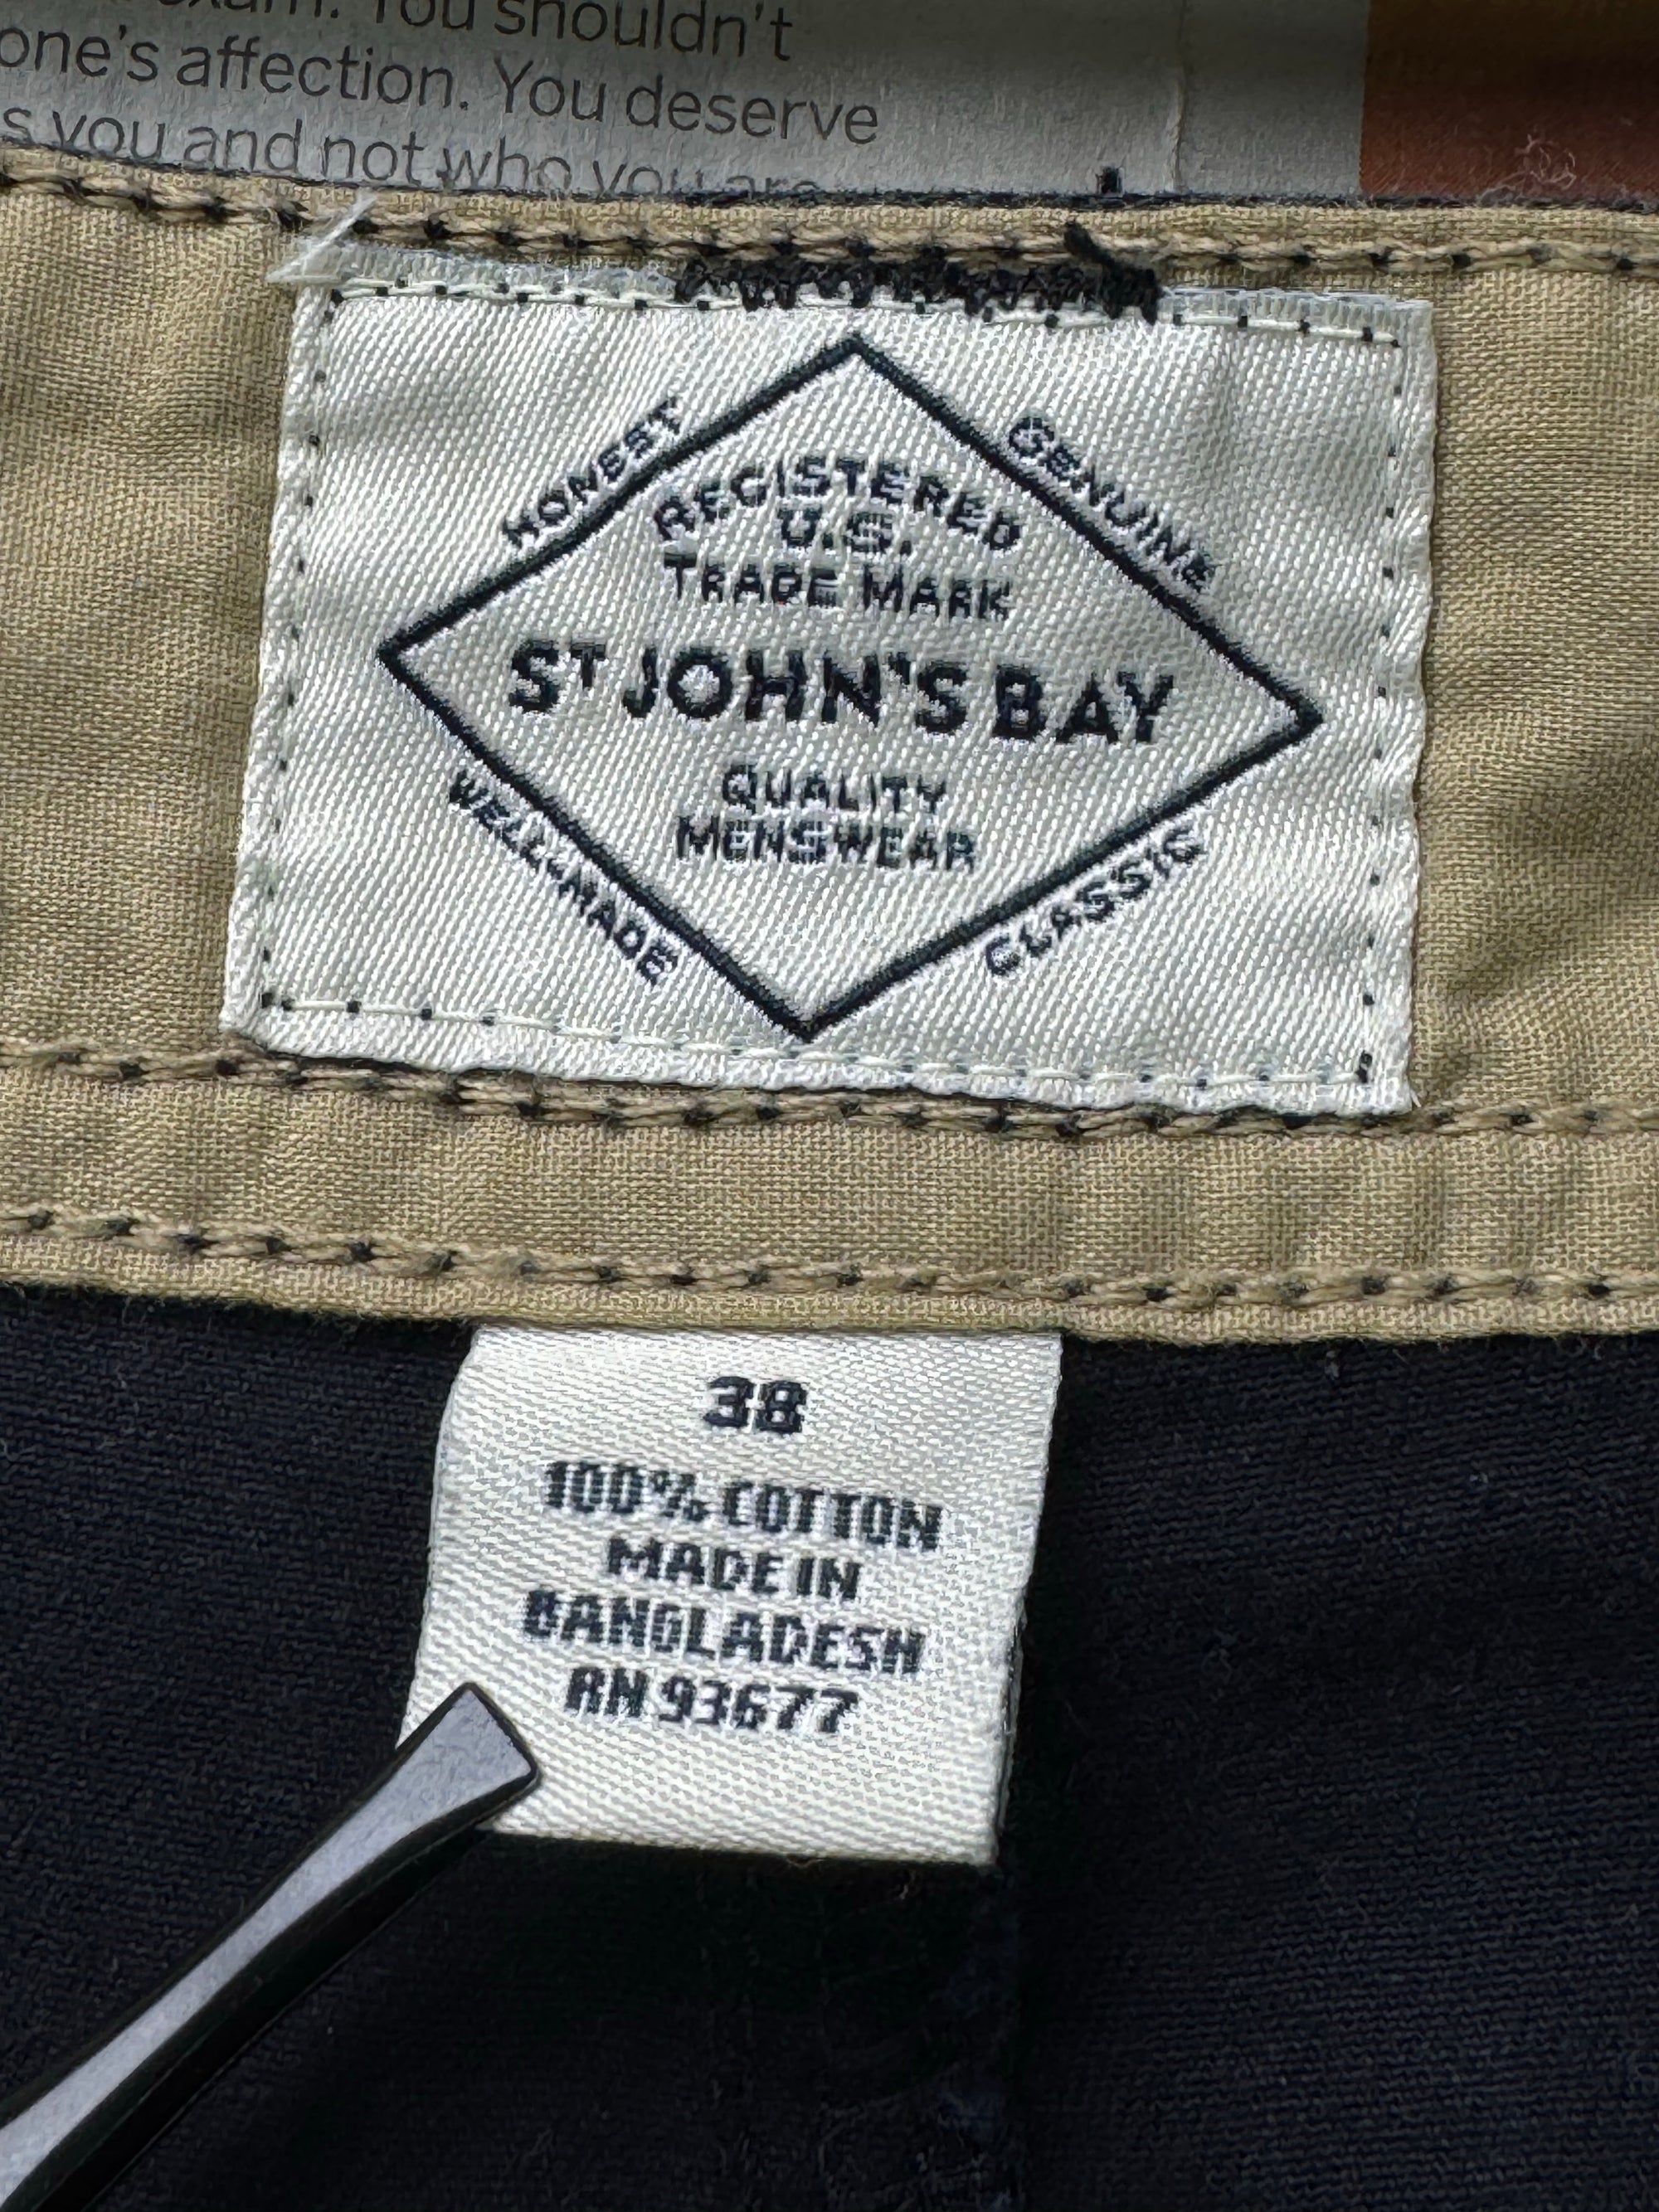 exam. You shouldn't
one's affection. You deserve
s you and not who you are
HONEST
GENUINE
REGISTERED
U.S.
TRADE MARK
ST JOHN'S BAY
QUALITY
MENSWEAR
WELL-MADE
CLASSIC
38
100% COTTON
MADE IN
BANGLADESH
RN 93677